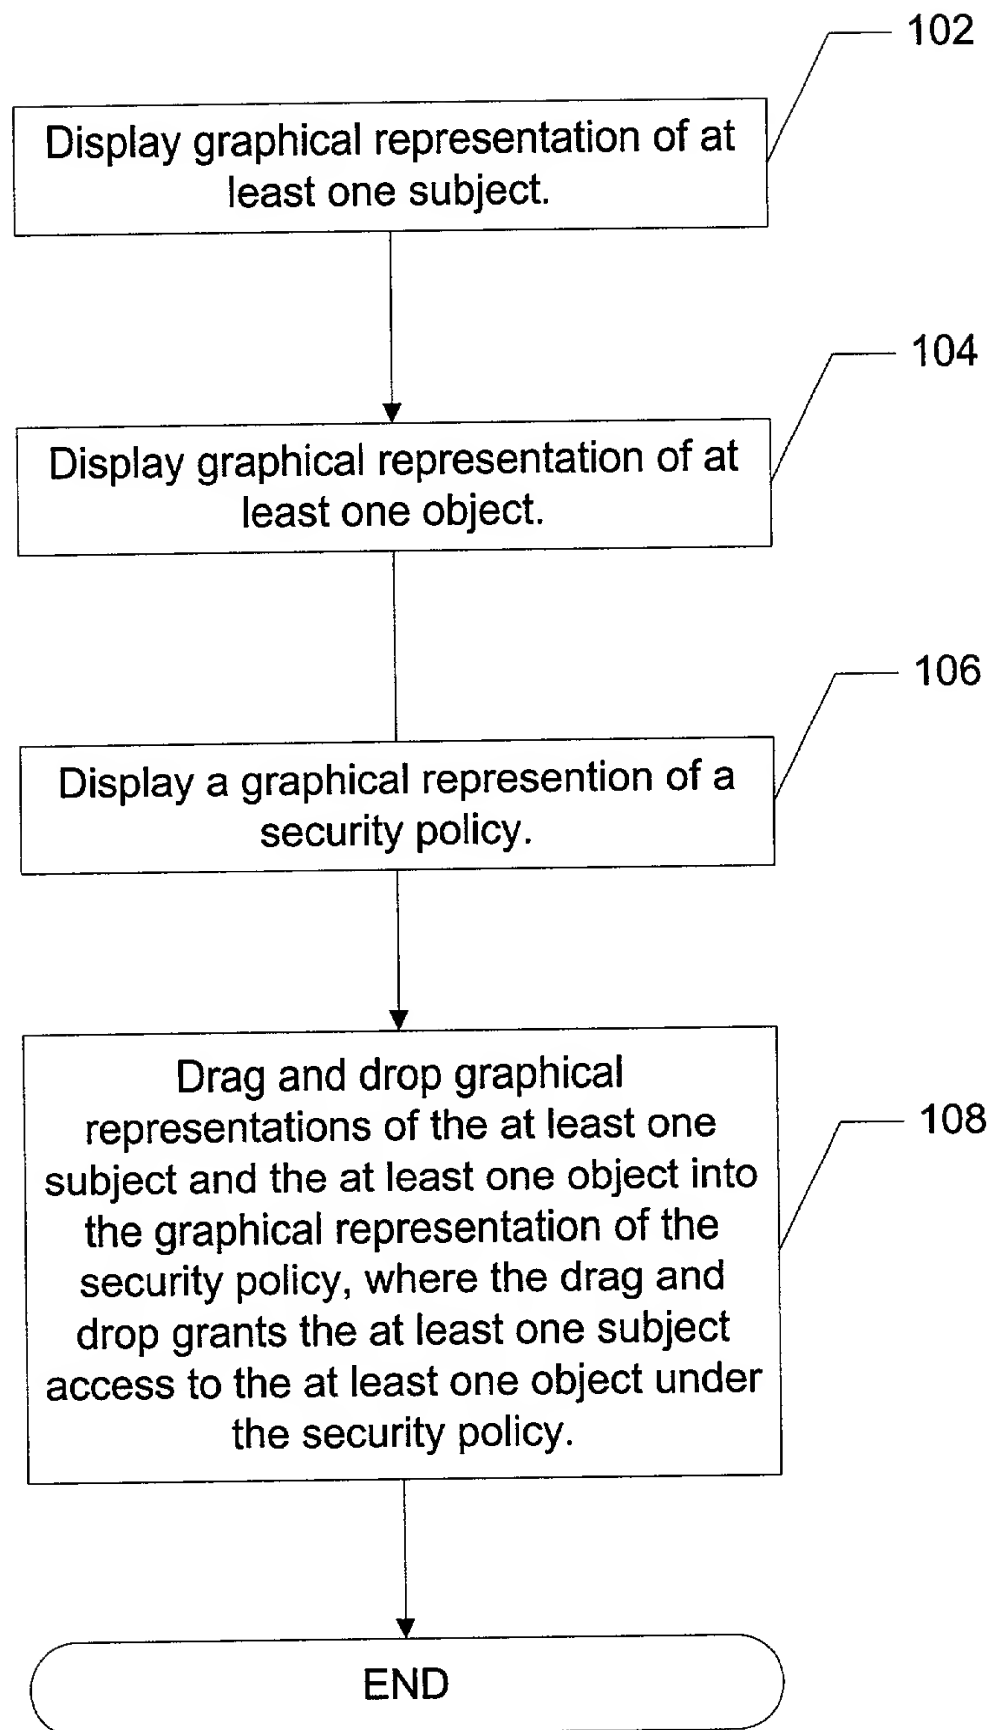 102
Display graphical representation of at
least one subject.
104
Display graphical representation of at
least one object.
106
Display a graphical represention of a
security policy.
108
Drag and drop graphical
representations of the at least one
subject and the at least one object into
the graphical representation of the
security policy, where the drag and
drop grants the at least one subject
access to the at least one object under
the security policy.
END